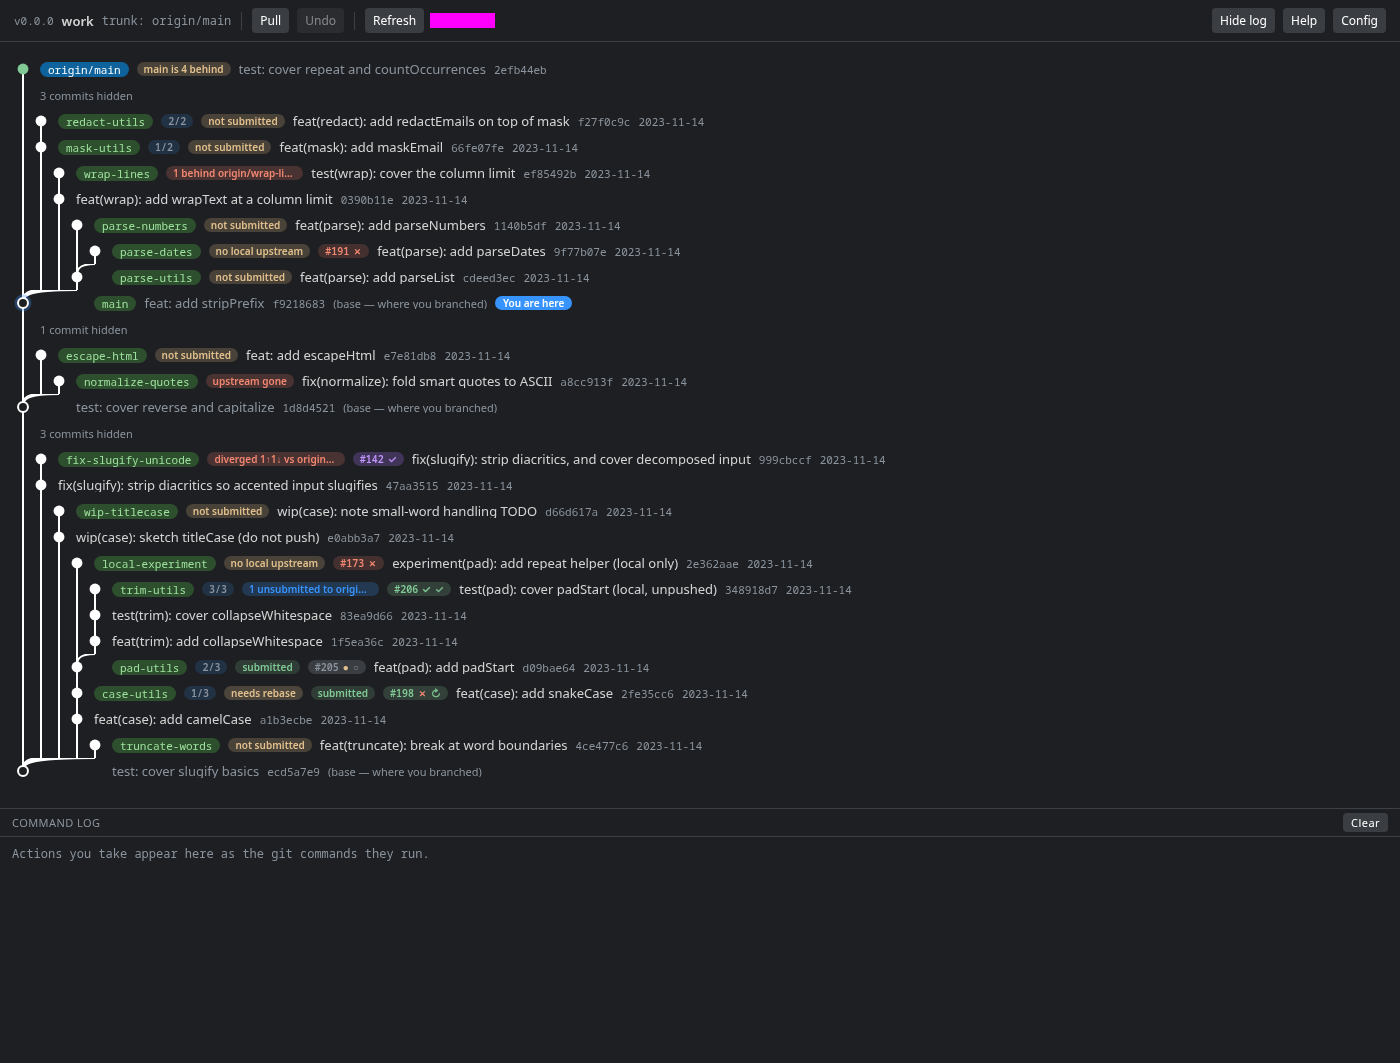 v0.0.0 work trunk: origin/main Pull Undo Refresh Hide log Help Config
origin/main main is 4 behind test: cover repeat and countOccurrences 2efb44eb
3 commits hidden
redact-utils 2/2 not submitted feat(redact): add redactEmails on top of mask f27f0c9c 2023-11-14
mask-utils 1/2 not submitted feat(mask): add maskEmail 66fe07fe 2023-11-14
wrap-lines 1 behind origin/wrap-li... test(wrap): cover the column limit ef85492b 2023-11-14
feat(wrap): add wrapText at a column limit 0390b11e 2023-11-14
parse-numbers not submitted feat(parse): add parseNumbers 1140b5df 2023-11-14
parse-dates no local upstream #191 × feat(parse): add parseDates 9f77b07e 2023-11-14
parse-utils not submitted feat(parse): add parseList cdeed3ec 2023-11-14
main feat: add stripPrefix f9218683 (base — where you branched) You are here
1 commit hidden
escape-html not submitted feat: add escapeHtml e7e81db8 2023-11-14
normalize-quotes upstream gone fix(normalize): fold smart quotes to ASCII a8cc913f 2023-11-14
test: cover reverse and capitalize 1d8d4521 (base — where you branched)
3 commits hidden
fix-slugify-unicode diverged 1↑1↓ vs origin... #142 ✓ fix(slugify): strip diacritics, and cover decomposed input 999cbccf 2023-11-14
fix(slugify): strip diacritics so accented input slugifies 47aa3515 2023-11-14
wip-titlecase not submitted wip(case): note small-word handling TODO d66d617a 2023-11-14
wip(case): sketch titleCase (do not push) e0abb3a7 2023-11-14
local-experiment no local upstream #173 × experiment(pad): add repeat helper (local only) 2e362aae 2023-11-14
trim-utils 3/3 1 unsubmitted to origi... #206 ✓ ✓ test(pad): cover padStart (local, unpushed) 348918d7 2023-11-14
test(trim): cover collapseWhitespace 83ea9d66 2023-11-14
feat(trim): add collapseWhitespace 1f5ea36c 2023-11-14
pad-utils 2/3 submitted #205 ● ○ feat(pad): add padStart d09bae64 2023-11-14
case-utils 1/3 needs rebase submitted #198 × ↻ feat(case): add snakeCase 2fe35cc6 2023-11-14
feat(case): add camelCase a1b3ecbe 2023-11-14
truncate-words not submitted feat(truncate): break at word boundaries 4ce477c6 2023-11-14
test: cover slugify basics ecd5a7e9 (base — where you branched)
COMMAND LOG Clear
Actions you take appear here as the git commands they run.